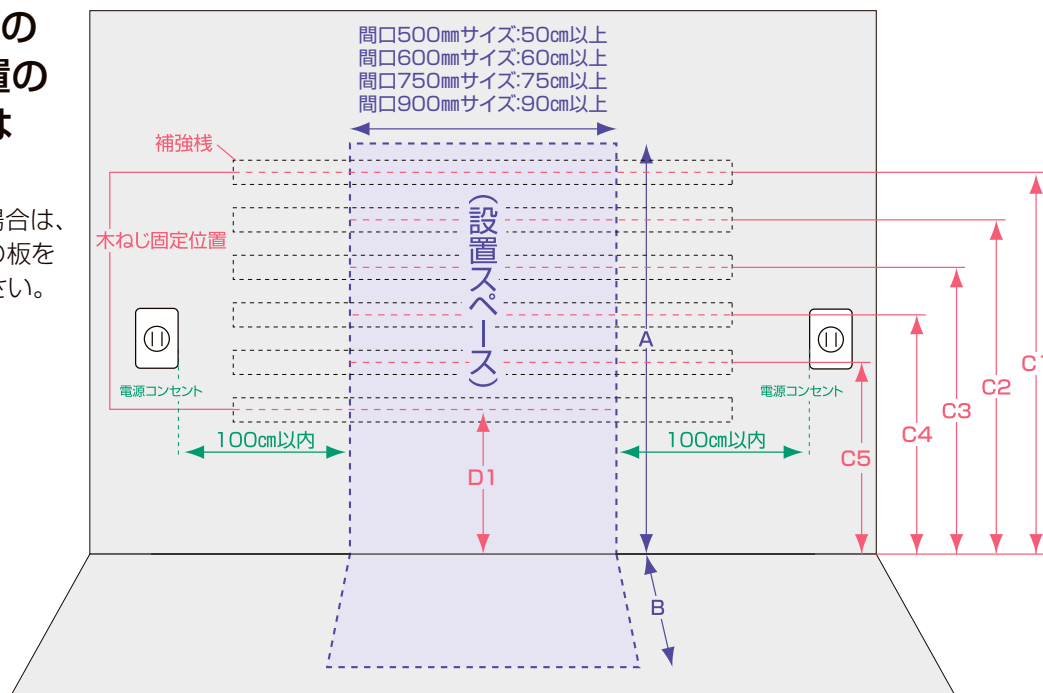 の
置の
は
場合は、
の板を
さい。
間口500㎜サイズ:50㎝以上
間口600㎜サイズ:60㎝以上
間口750㎜サイズ:75㎝以上
間口900㎜サイズ:90㎝以上
補強桟
木ねじ固定位置
(設置スペース)
電源コンセント
電源コンセント
100㎝以内
100㎝以内
A
B
C1
C2
C3
C4
C5
D1